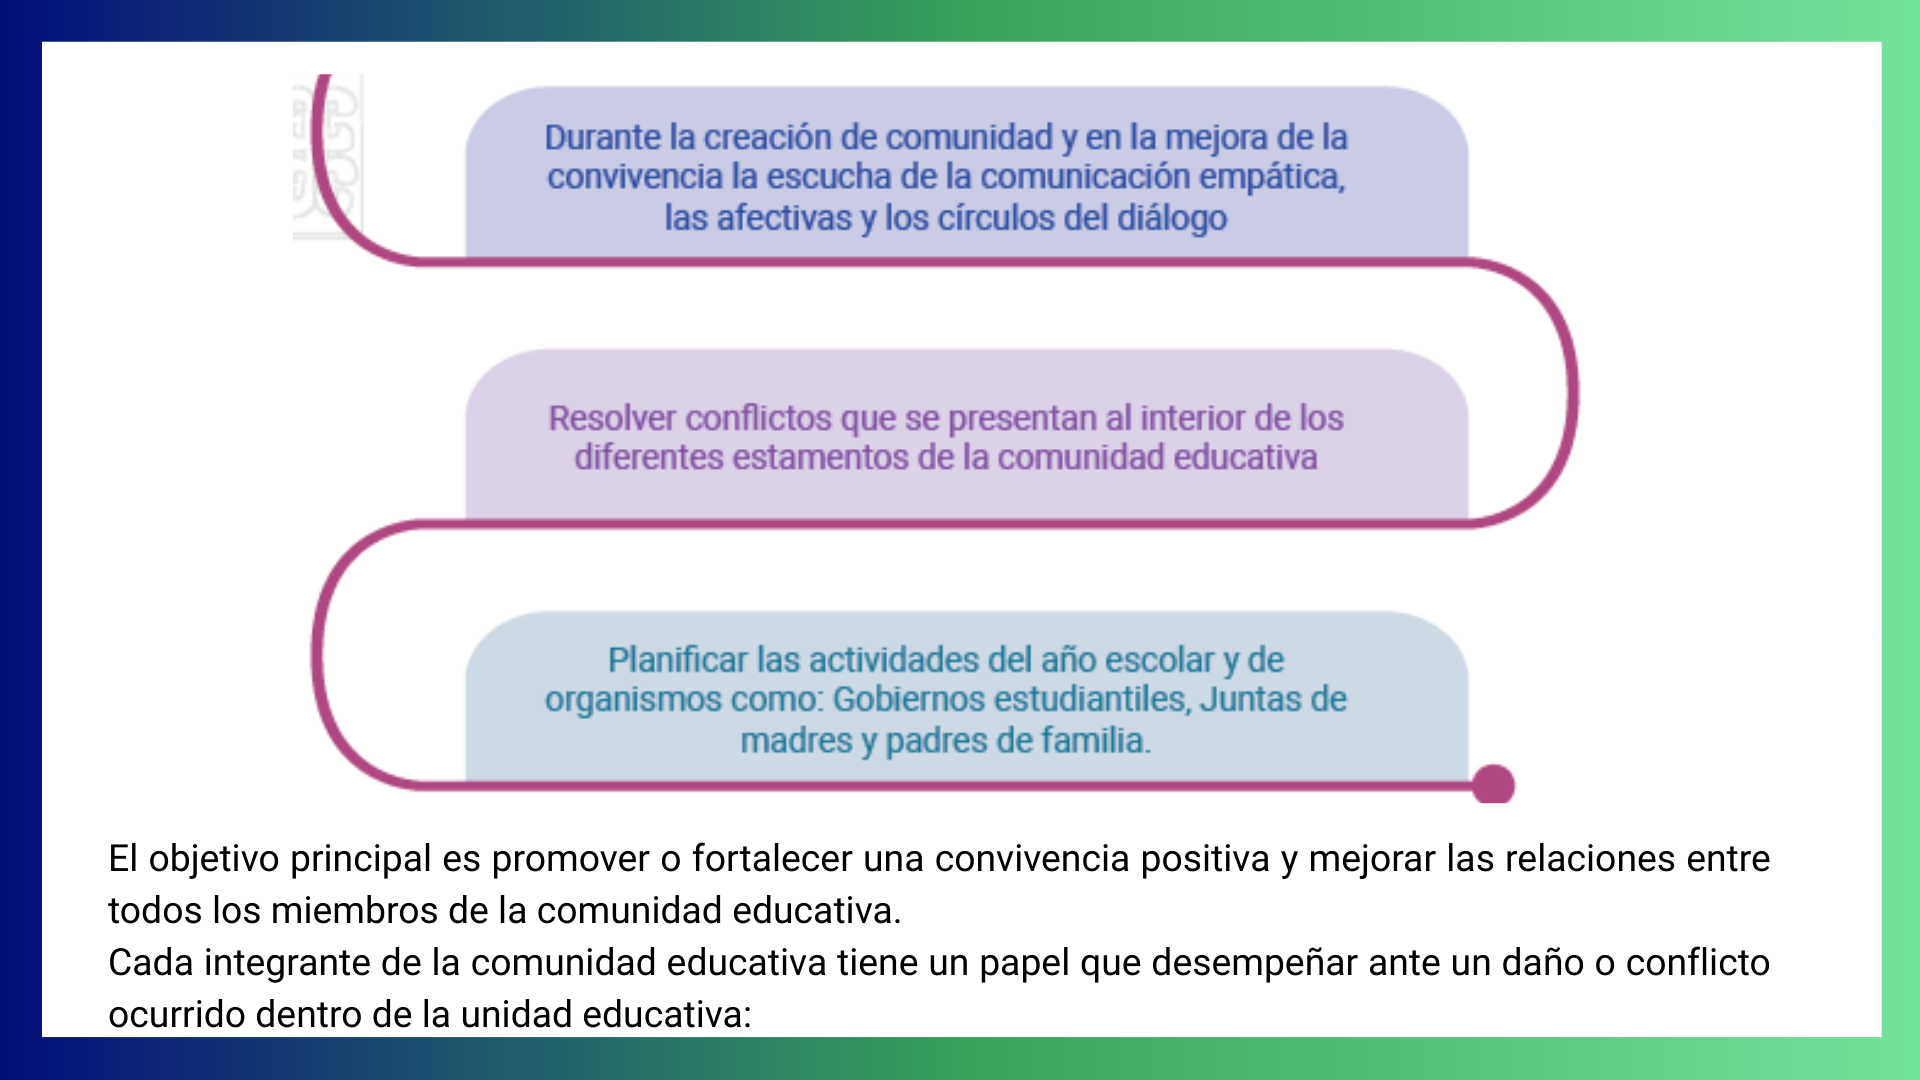 Durante la creación de comunidad y en la mejora de la
convivencia la escucha de la comunicación empática,
las afectivas y los círculos del diálogo
Resolver conflictos que se presentan al interior de los
diferentes estamentos de la comunidad educativa
Planificar las actividades del año escolar y de
organismos como: Gobiernos estudiantiles, Juntas de
madres y padres de familia.
El objetivo principal es promover o fortalecer una convivencia positiva y mejorar las relaciones entre
todos los miembros de la comunidad educativa.
Cada integrante de la comunidad educativa tiene un papel que desempeñar ante un daño o conflicto
ocurrido dentro de la unidad educativa: